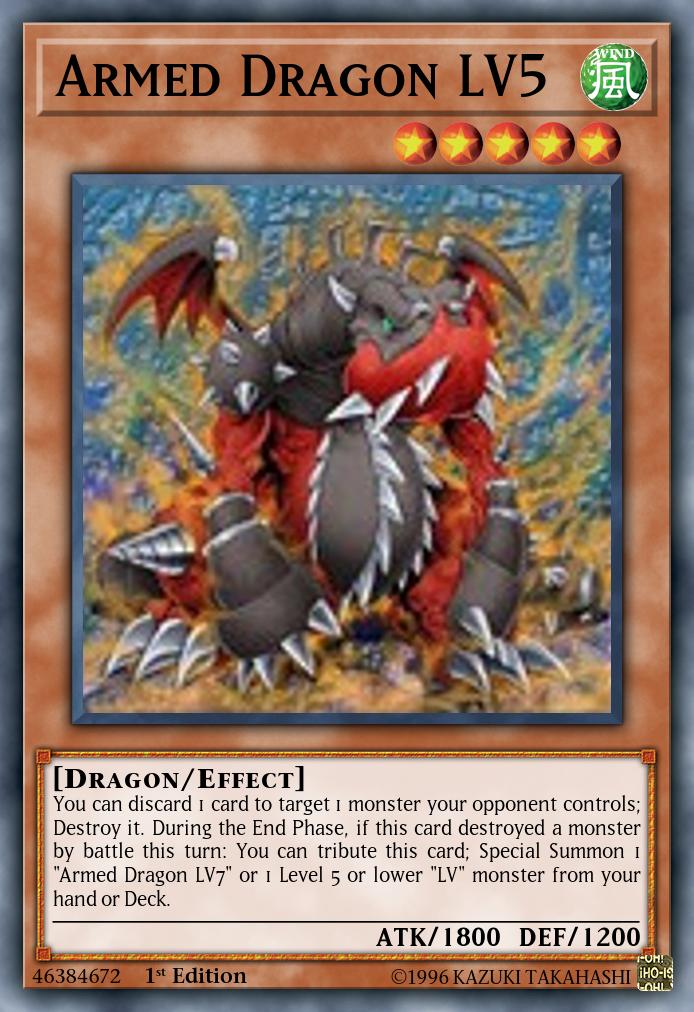 ARMED DRAGON LV5
WIND
風
[DRAGON/EFFECT]
You can discard 1 card to target 1 monster your opponent controls;
Destroy it. During the End Phase, if this card destroyed a monster
by battle this turn: You can tribute this card; Special Summon 1
"Armed Dragon LV7" or 1 Level 5 or lower "LV" monster from your
hand or Deck.
ATK/1800 DEF/1200
46384672 1st Edition ©1996 KAZUKI TAKAHASHI